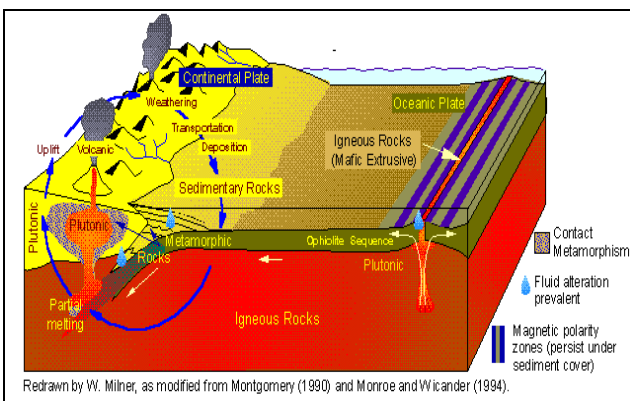 Continental Plate
Weathering
Oceanic Plate
Transportation
Igneous Rocks
(Mafic Extrusive)
Uplift
Volcanic
Deposition
Sedimentary Rocks
Plutonic
Plutonic
Metamorphic
Rocks
Ophiolite Sequence
Plutonic
Partial
melting
Igneous Rocks
Contact
Metamorphism
Fluid alteration
prevalent
Magnetic polarity
zones (persist under
sediment cover)
Redrawn by W. Milner, as modified from Montgomery (1990) and Monroe and Wicander (1994).